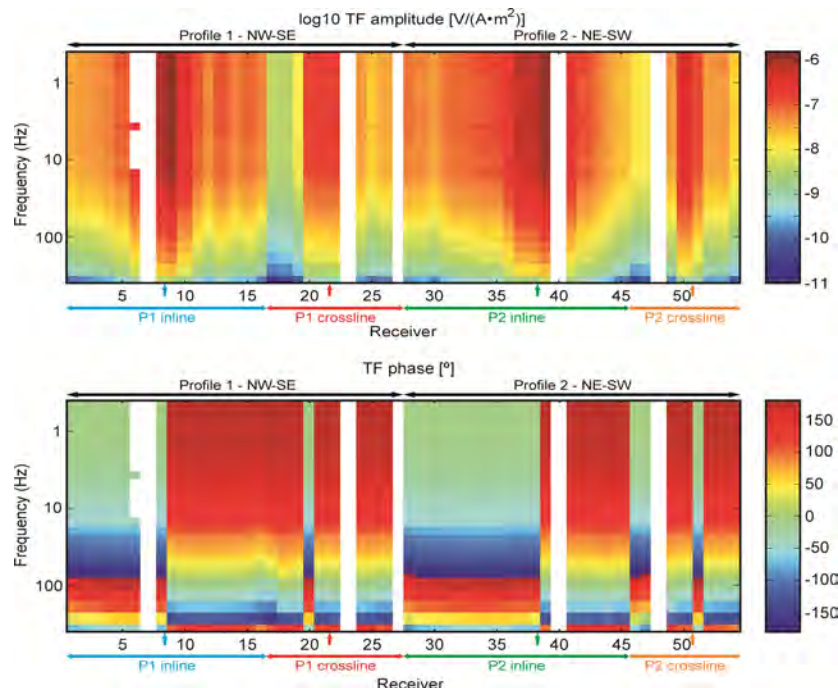 log10 TF amplitude [V/(A•m²)]
Profile 1 - NW-SE
Profile 2 - NE-SW
Frequency (Hz)
1
10
100
-6
-7
-8
-9
-10
-11
5 10 15 20 25 30 35 40 45 50
P1 inline
P1 crossline
P2 inline
P2 crossline
Receiver
TF phase [º]
Profile 1 - NW-SE
Profile 2 - NE-SW
Frequency (Hz)
1
10
100
150
100
50
0
-50
-100
-150
5 10 15 20 25 30 35 40 45 50
P1 inline
P1 crossline
P2 inline
P2 crossline
Receiver